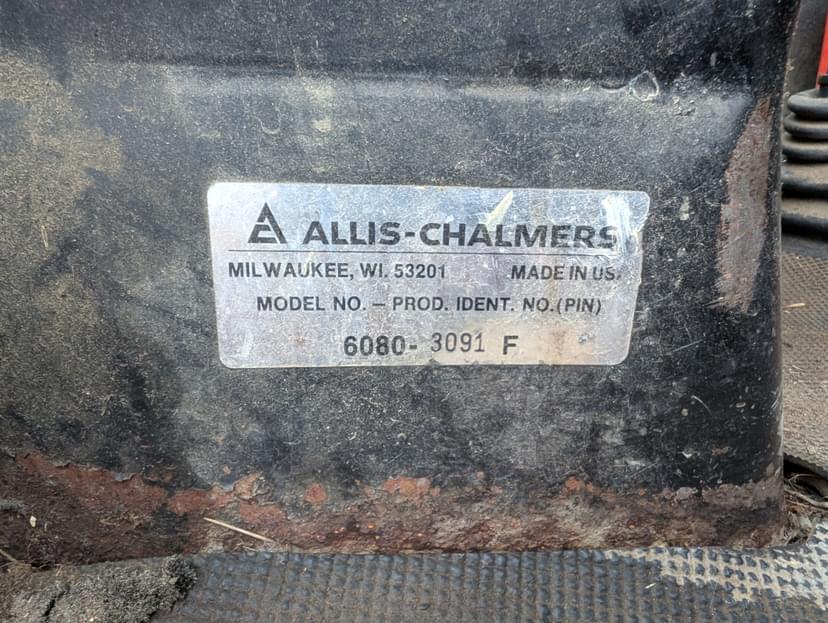 ALLIS-CHALMERS
MILWAUKEE, WI. 53201 MADE IN US
MODEL NO. – PROD. IDENT. NO.(PIN)
6080- 3091 F